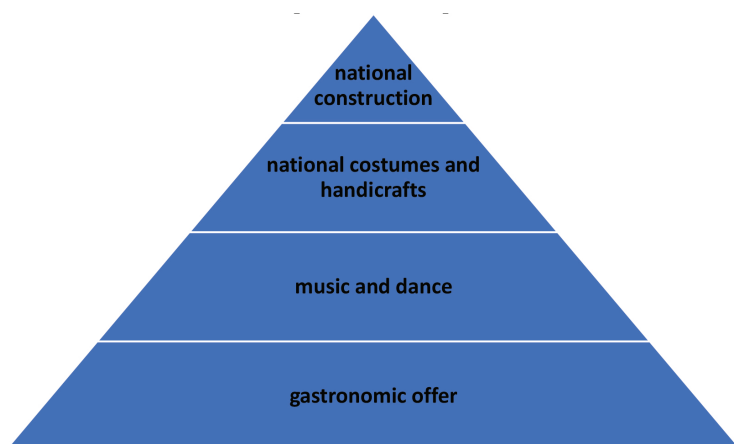 national
construction
national costumes and
handicrafts
music and dance
gastronomic offer